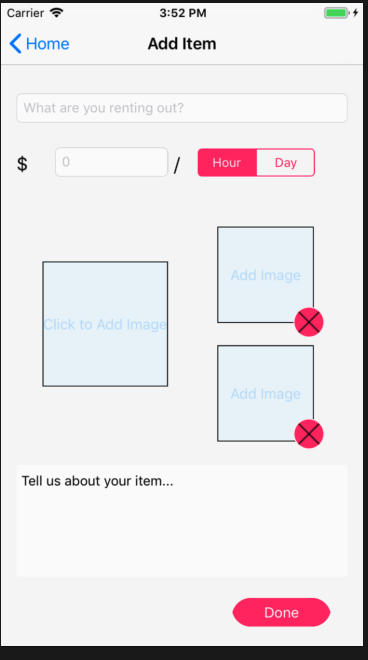 Carrier 3:52 PM
Home Add Item
What are you renting out?
$ 0 / Hour Day
Add Image
Click to Add Image
Add Image
Tell us about your item...
Done